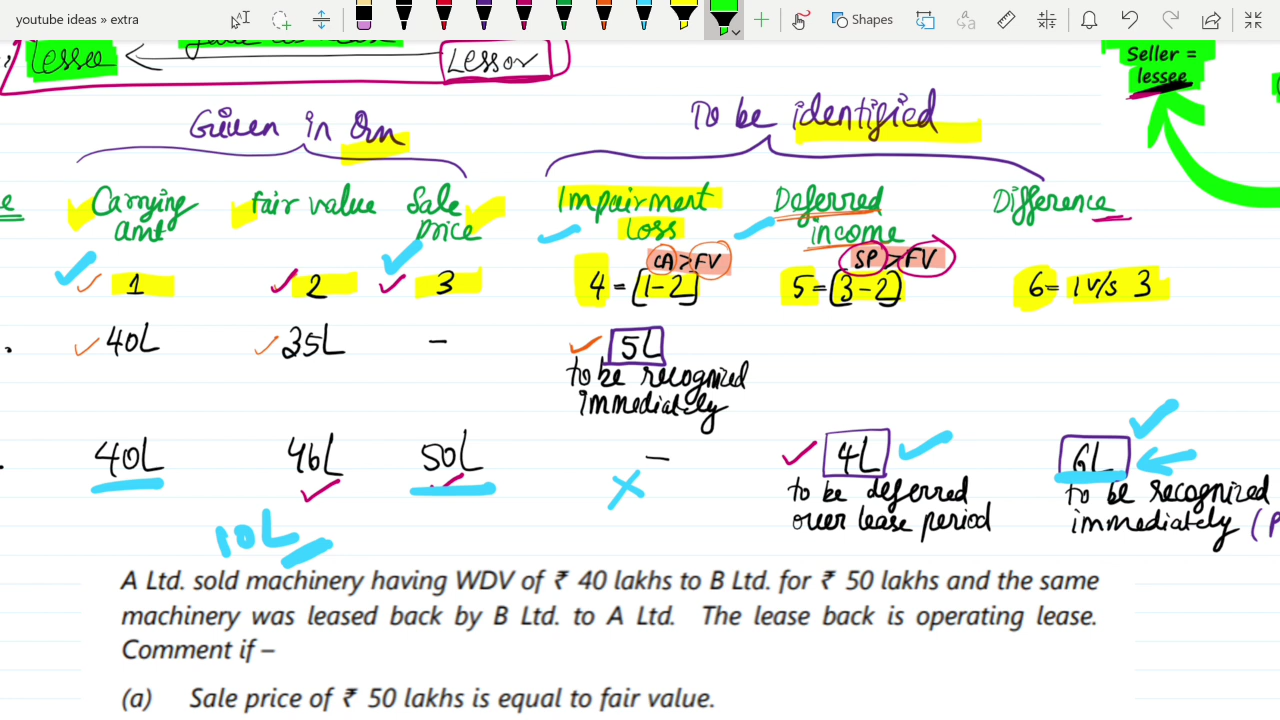 youtube ideas » extra
Shapes
Lessee
Lessor
Seller =
lessee
Given in Qn
To be identified
Carrying amt
fair value
Sale price
Impairment loss
Deferred income
Difference
CA > FV
SP > FV
1 2 3 4 = [1-2] 5 = [3-2] 6 = 1 v/s 3
40L 35L - 5L
to be recognized
immediately
40L 46L 50L - 4L 6L
to be deferred
over lease period
to be recognized
immediately (P
10L
A Ltd. sold machinery having WDV of ₹ 40 lakhs to B Ltd. for ₹ 50 lakhs and the same
machinery was leased back by B Ltd. to A Ltd. The lease back is operating lease.
Comment if –
(a) Sale price of ₹ 50 lakhs is equal to fair value.